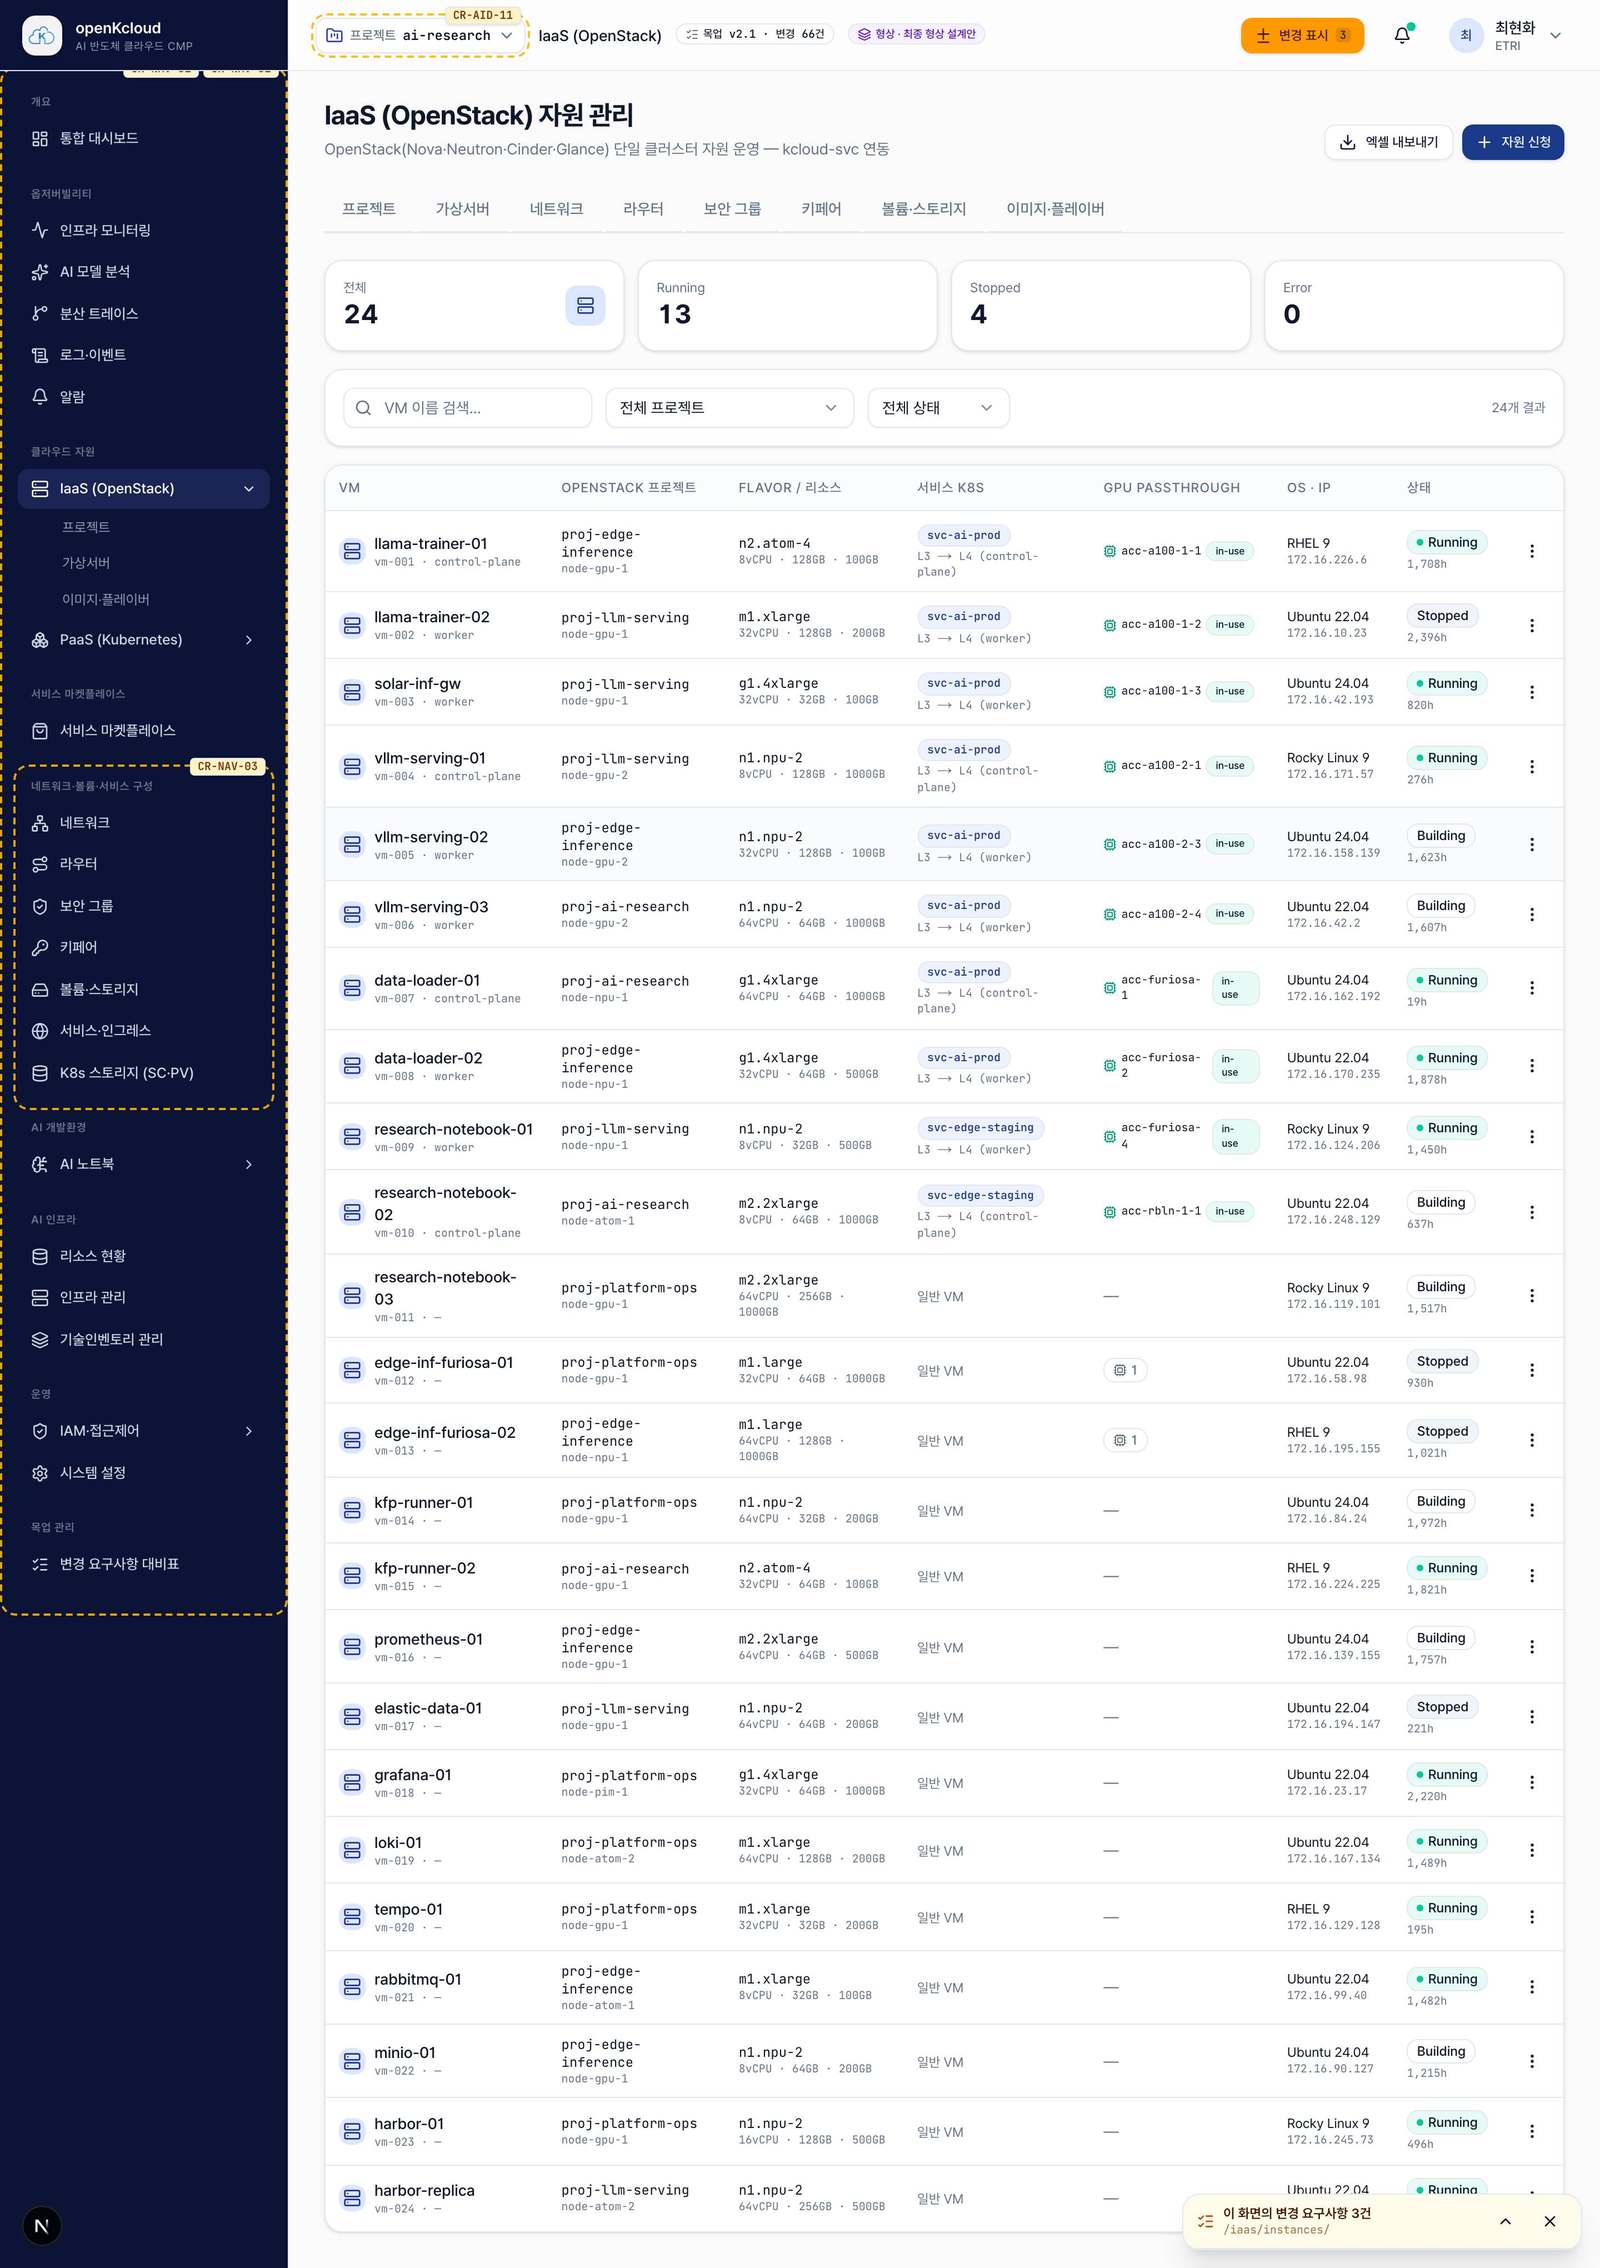 openKcloud
AI 반도체 클라우드 CMP
CR-AID-11
프로젝트 ai-research
IaaS (OpenStack)
목업 v2.1 · 변경 66건
형상 · 최종 형상 설계안
변경 표시 3
최
최현화
ETRI
개요
통합 대시보드
옵저버빌리티
인프라 모니터링
AI 모델 분석
분산 트레이스
로그·이벤트
알람
클라우드 자원
IaaS (OpenStack)
프로젝트
가상서버
이미지·플레이버
PaaS (Kubernetes)
서비스 마켓플레이스
서비스 마켓플레이스
CR-NAV-03
네트워크·볼륨·서비스 구성
네트워크
라우터
보안 그룹
키페어
볼륨·스토리지
서비스·인그레스
K8s 스토리지 (SC·PV)
AI 개발환경
AI 노트북
AI 인프라
리소스 현황
인프라 관리
기술인벤토리 관리
운영
IAM·접근제어
시스템 설정
목업 관리
변경 요구사항 대비표
N
IaaS (OpenStack) 자원 관리
OpenStack(Nova·Neutron·Cinder·Glance) 단일 클러스터 자원 운영 — kcloud-svc 연동
엑셀 내보내기
자원 신청
프로젝트 가상서버 네트워크 라우터 보안 그룹 키페어 볼륨·스토리지 이미지·플레이버
전체 24
Running 13
Stopped 4
Error 0
VM 이름 검색...
전체 프로젝트
전체 상태
24개 결과
VM OPENSTACK 프로젝트 FLAVOR / 리소스 서비스 K8S GPU PASSTHROUGH OS · IP 상태
llama-trainer-01 proj-edge-inference n2.atom-4 svc-ai-prod acc-a100-1-1 in-use RHEL 9 Running
vm-001 · control-plane node-gpu-1 8vCPU · 128GB · 100GB L3 → L4 (control-plane) 172.16.226.6 1,708h
llama-trainer-02 proj-llm-serving m1.xlarge svc-ai-prod acc-a100-1-2 in-use Ubuntu 22.04 Stopped
vm-002 · worker node-gpu-1 32vCPU · 128GB · 200GB L3 → L4 (worker) 172.16.10.23 2,396h
solar-inf-gw proj-llm-serving g1.4xlarge svc-ai-prod acc-a100-1-3 in-use Ubuntu 24.04 Running
vm-003 · worker node-gpu-1 32vCPU · 32GB · 100GB L3 → L4 (worker) 172.16.42.193 820h
vllm-serving-01 proj-llm-serving n1.npu-2 svc-ai-prod acc-a100-2-1 in-use Rocky Linux 9 Running
vm-004 · control-plane node-gpu-2 8vCPU · 128GB · 1000GB L3 → L4 (control-plane) 172.16.171.57 276h
vllm-serving-02 proj-edge-inference n1.npu-2 svc-ai-prod acc-a100-2-3 in-use Ubuntu 24.04 Building
vm-005 · worker node-gpu-2 32vCPU · 128GB · 100GB L3 → L4 (worker) 172.16.158.139 1,623h
vllm-serving-03 proj-ai-research n1.npu-2 svc-ai-prod acc-a100-2-4 in-use Ubuntu 22.04 Building
vm-006 · worker node-gpu-2 64vCPU · 64GB · 1000GB L3 → L4 (worker) 172.16.42.2 1,607h
data-loader-01 proj-ai-research g1.4xlarge svc-ai-prod acc-furiosa-1 in-use Ubuntu 24.04 Running
vm-007 · control-plane node-npu-1 64vCPU · 64GB · 1000GB L3 → L4 (control-plane) 172.16.162.192 19h
data-loader-02 proj-edge-inference g1.4xlarge svc-ai-prod acc-furiosa-2 in-use Ubuntu 22.04 Running
vm-008 · worker node-npu-1 32vCPU · 64GB · 500GB L3 → L4 (worker) 172.16.170.235 1,878h
research-notebook-01 proj-llm-serving n1.npu-2 svc-edge-staging acc-furiosa-4 in-use Rocky Linux 9 Running
vm-009 · worker node-npu-1 8vCPU · 32GB · 500GB L3 → L4 (worker) 172.16.124.206 1,450h
research-notebook-02 proj-ai-research m2.2xlarge svc-edge-staging acc-rbln-1-1 in-use Ubuntu 22.04 Building
vm-010 · control-plane node-atom-1 8vCPU · 64GB · 1000GB L3 → L4 (control-plane) 172.16.248.129 637h
research-notebook-03 proj-platform-ops m2.2xlarge 일반 VM — Rocky Linux 9 Building
vm-011 · — node-gpu-1 64vCPU · 256GB · 1000GB 172.16.119.101 1,517h
edge-inf-furiosa-01 proj-platform-ops m1.large 일반 VM 1 Ubuntu 22.04 Stopped
vm-012 · — node-gpu-1 32vCPU · 64GB · 1000GB 172.16.58.98 930h
edge-inf-furiosa-02 proj-edge-inference m1.large 일반 VM 1 RHEL 9 Stopped
vm-013 · — node-npu-1 64vCPU · 128GB · 1000GB 172.16.195.155 1,021h
kfp-runner-01 proj-platform-ops n1.npu-2 일반 VM — Ubuntu 24.04 Building
vm-014 · — node-gpu-1 64vCPU · 32GB · 200GB 172.16.84.24 1,972h
kfp-runner-02 proj-ai-research n2.atom-4 일반 VM — RHEL 9 Running
vm-015 · — node-gpu-1 32vCPU · 64GB · 100GB 172.16.224.225 1,821h
prometheus-01 proj-edge-inference m2.2xlarge 일반 VM — Ubuntu 24.04 Building
vm-016 · — node-gpu-1 64vCPU · 64GB · 500GB 172.16.139.155 1,757h
elastic-data-01 proj-llm-serving n1.npu-2 일반 VM — Ubuntu 22.04 Stopped
vm-017 · — node-gpu-1 64vCPU · 64GB · 200GB 172.16.194.147 221h
grafana-01 proj-platform-ops g1.4xlarge 일반 VM — Ubuntu 22.04 Running
vm-018 · — node-pim-1 32vCPU · 64GB · 1000GB 172.16.23.17 2,220h
loki-01 proj-platform-ops m1.xlarge 일반 VM — Ubuntu 22.04 Running
vm-019 · — node-atom-2 64vCPU · 128GB · 200GB 172.16.167.134 1,489h
tempo-01 proj-platform-ops m1.xlarge 일반 VM — RHEL 9 Running
vm-020 · — node-gpu-1 32vCPU · 32GB · 200GB 172.16.129.128 195h
rabbitmq-01 proj-edge-inference m1.xlarge 일반 VM — Ubuntu 22.04 Running
vm-021 · — node-atom-1 8vCPU · 32GB · 100GB 172.16.99.40 1,482h
minio-01 proj-edge-inference n1.npu-2 일반 VM — Ubuntu 24.04 Building
vm-022 · — node-gpu-1 8vCPU · 64GB · 200GB 172.16.90.127 1,215h
harbor-01 proj-platform-ops n1.npu-2 일반 VM — Rocky Linux 9 Running
vm-023 · — node-gpu-1 16vCPU · 128GB · 500GB 172.16.245.73 496h
harbor-replica proj-llm-serving n1.npu-2 일반 VM — Ubuntu 22.04 Running
vm-024 · — node-atom-2 64vCPU · 256GB · 500GB
이 화면의 변경 요구사항 3건
/iaas/instances/